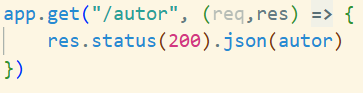 app.get("/autor", (req,res) => {
    res.status(200).json(autor)
})